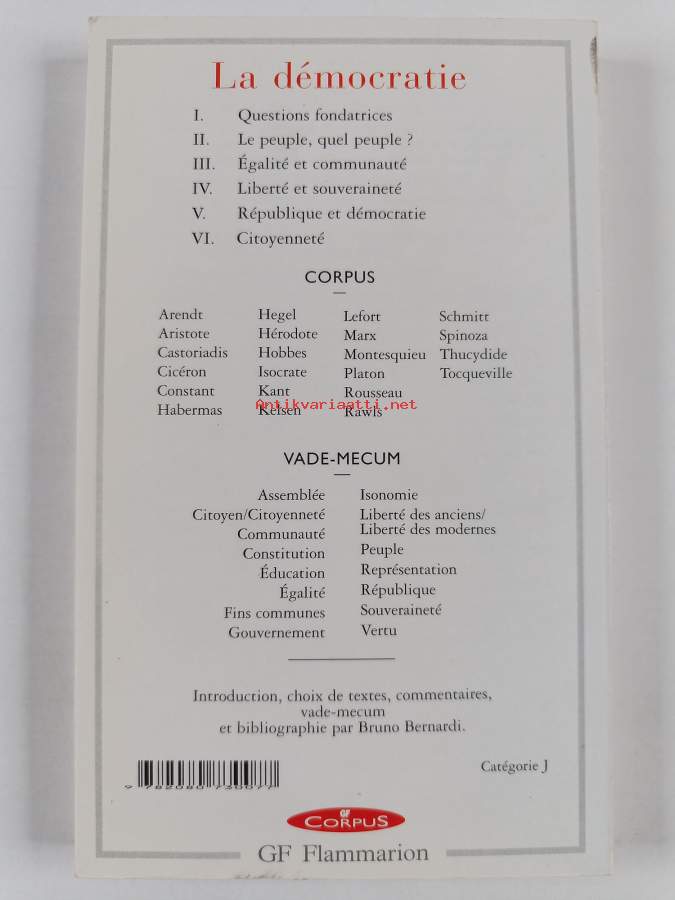 La démocratie
I. Questions fondatrices
II. Le peuple, quel peuple ?
III. Égalité et communauté
IV. Liberté et souveraineté
V. République et démocratie
VI. Citoyenneté
CORPUS
Arendt
Aristote
Castoriadis
Cicéron
Constant
Habermas
Hegel
Hérodote
Hobbes
Isocrate
Kant
Kelsen
Lefort
Marx
Montesquieu
Platon
Rousseau
Rawls
Schmitt
Spinoza
Thucydide
Tocqueville
Antikvariaatti.net
VADE-MECUM
Assemblée
Citoyen/Citoyenneté
Communauté
Constitution
Éducation
Égalité
Fins communes
Gouvernement
Isonomie
Liberté des anciens/
Liberté des modernes
Peuple
Représentation
République
Souveraineté
Vertu
Introduction, choix de textes, commentaires,
vade-mecum
et bibliographie par Bruno Bernardi.
9 782080 730077
Catégorie J
GF
CORPUS
GF Flammarion